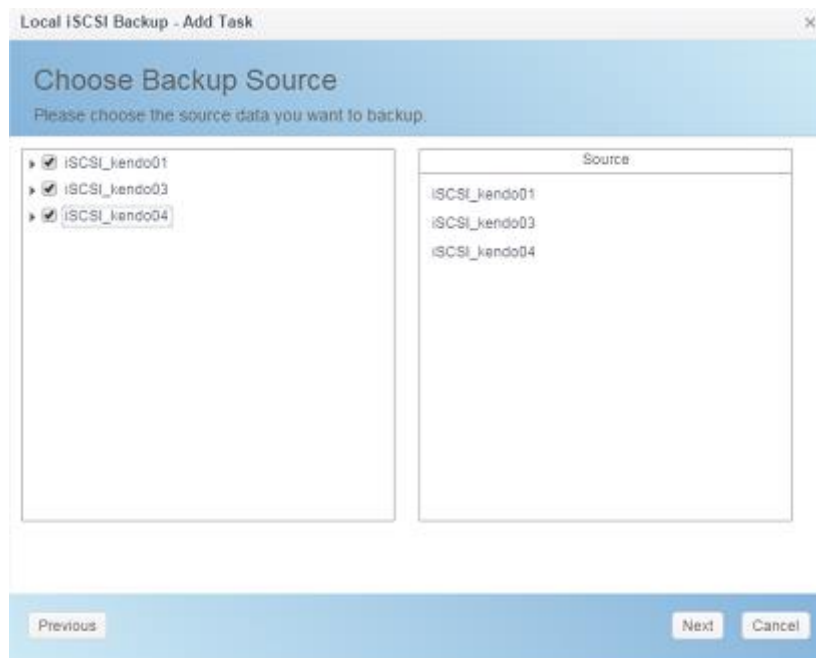 Local iSCSI Backup - Add Task
Choose Backup Source
Please choose the source data you want to backup.
iSCSI_kendo01
iSCSI_kendo03
iSCSI_kendo04
Source
iSCSI_kendo01
iSCSI_kendo03
iSCSI_kendo04
Previous
Next
Cancel